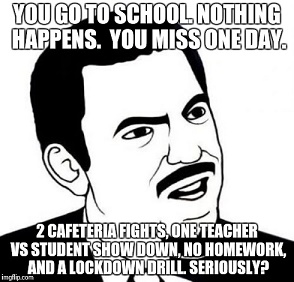 YOU GO TO SCHOOL. NOTHING
HAPPENS. YOU MISS ONE DAY.
2 CAFETERIA FIGHTS, ONE TEACHER
VS STUDENT SHOW DOWN, NO HOMEWORK,
AND A LOCKDOWN DRILL. SERIOUSLY?
imgflip.com